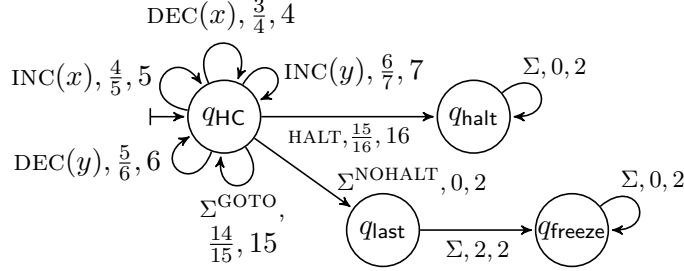 DEC(x), 3/4, 4
INC(x), 4/5, 5
INC(y), 6/7, 7
Σ, 0, 2
q_HC
q_halt
HALT, 15/16, 16
DEC(y), 5/6, 6
Σ^NOHALT, 0, 2
Σ^GOTO,
14/15, 15
Σ, 0, 2
q_last
q_freeze
Σ, 2, 2